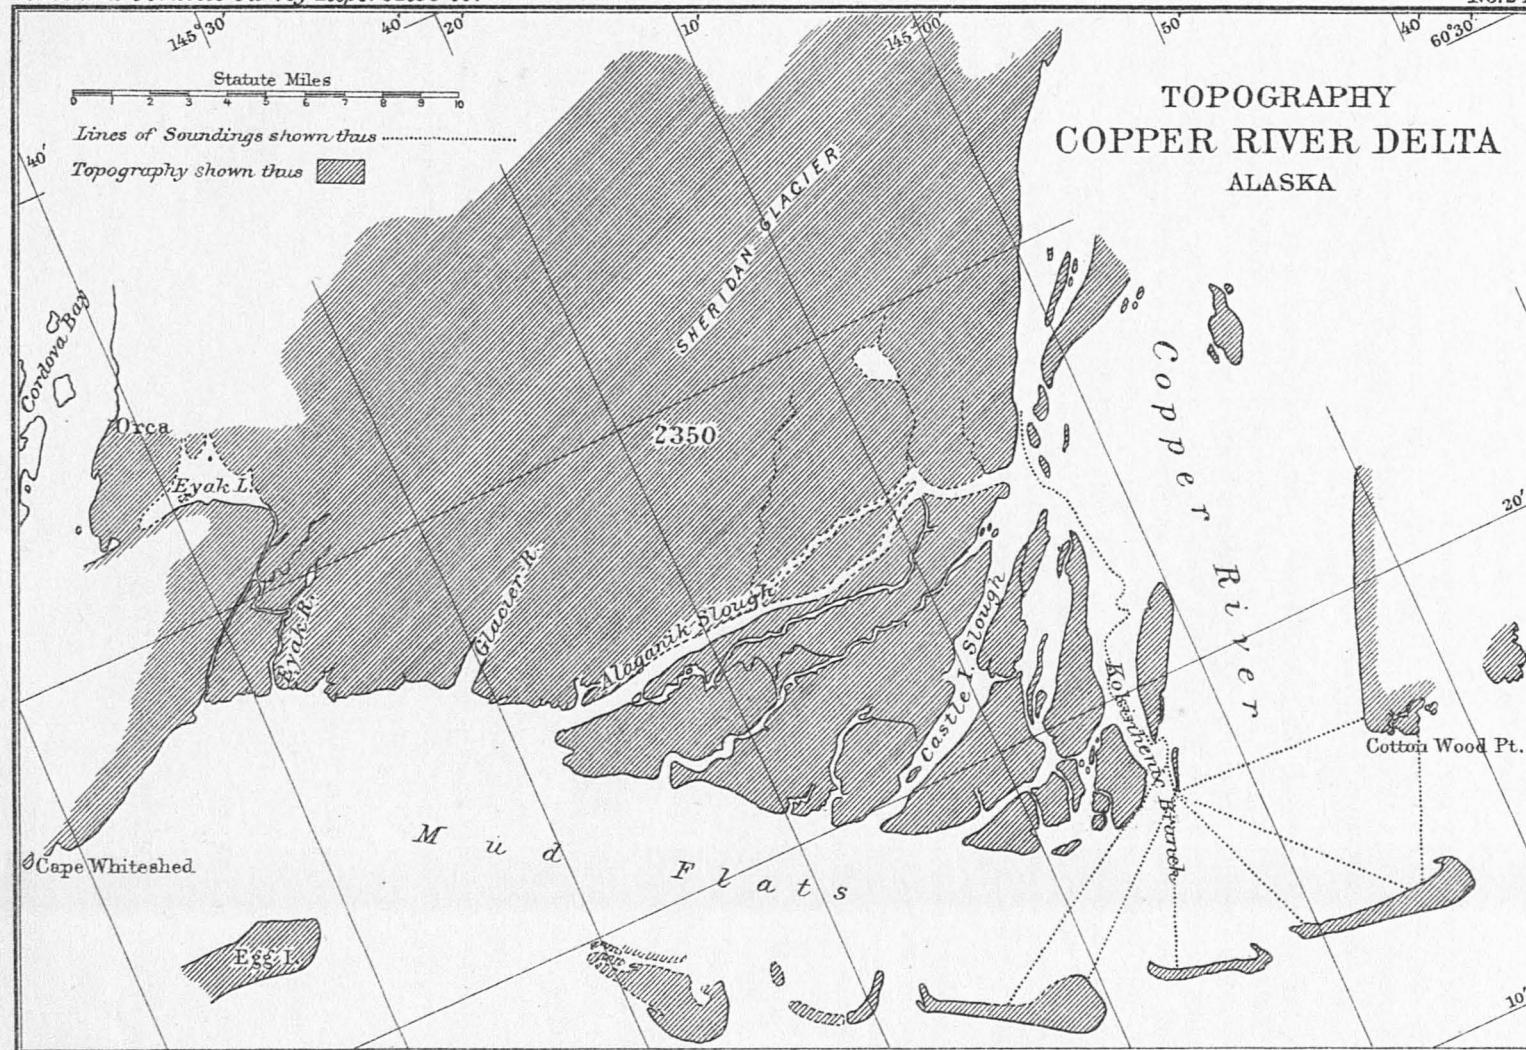 145° 30'
40'
20'
10'
145° 00'
50'
40'
60° 30'
Statute Miles
0 1 2 3 4 5 6 7 8 9 10
Lines of Soundings shown thus
Topography shown thus
TOPOGRAPHY
COPPER RIVER DELTA
ALASKA
40'
SHERIDAN GLACIER
Cordova Bay
Orca
2350
Eyak L.
Copper River
20'
Eyak R.
Glacier R.
Alaganik Slough
Castle I. Slough
Kokinhenic Branch
Cotton Wood Pt.
Mud Flats
Cape Whiteshed
Egg I.
10'